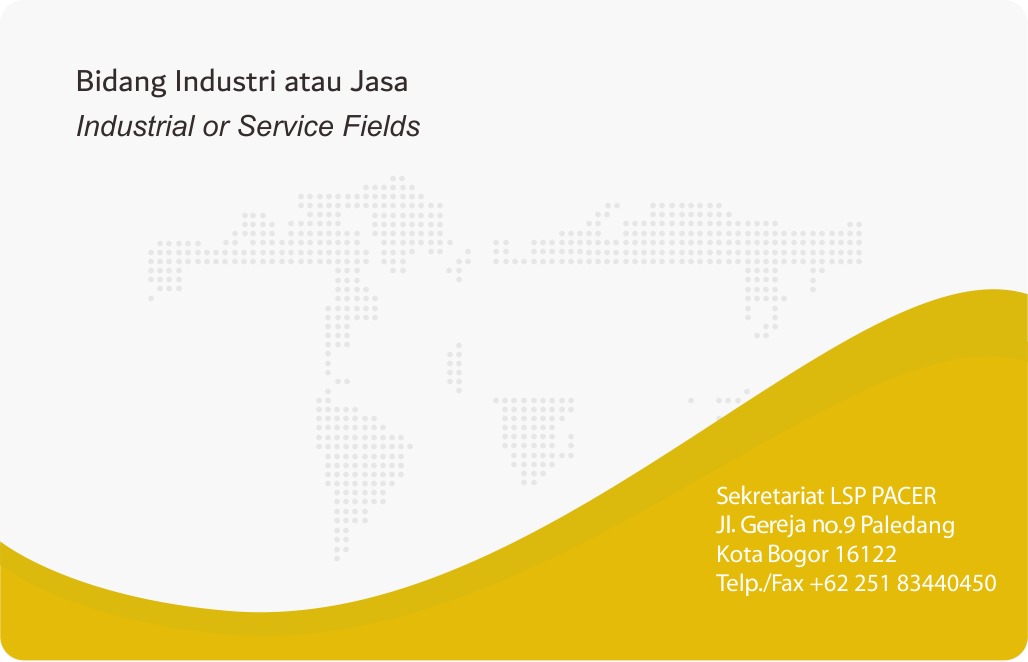 Bidang Industri atau Jasa
Industrial or Service Fields
Sekretariat LSP PACER
Jl. Gereja no.9 Paledang
Kota Bogor 16122
Telp./Fax +62 251 83440450